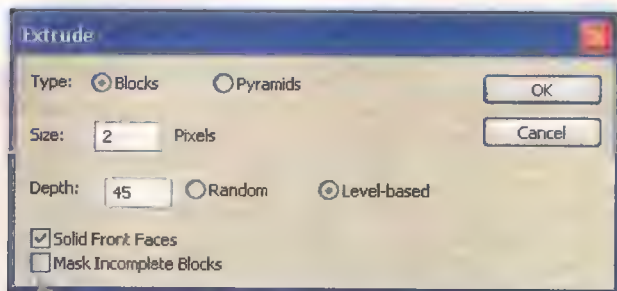 Extrude
Type: Blocks Pyramids OK
Size: 2 Pixels Cancel
Depth: 45 Random Level-based
Solid Front Faces
Mask Incomplete Blocks